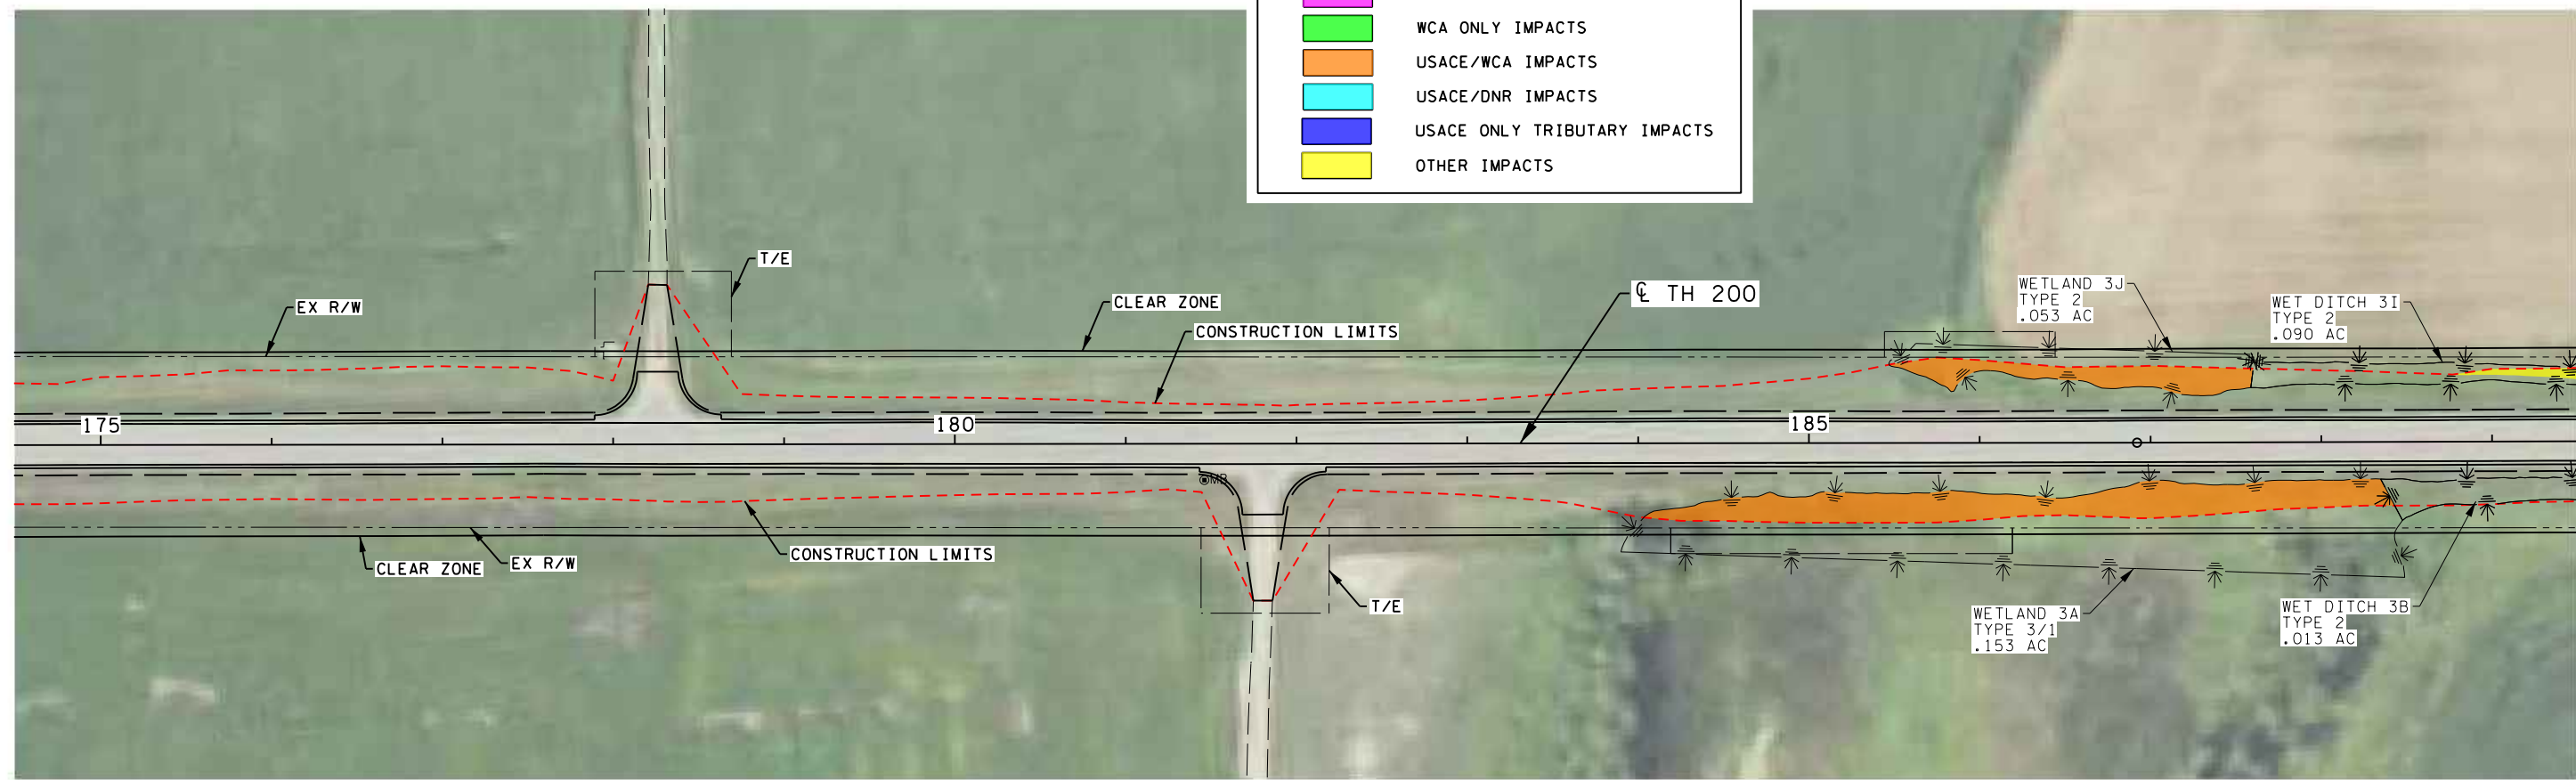 WCA ONLY IMPACTS
USACE/WCA IMPACTS
USACE/DNR IMPACTS
USACE ONLY TRIBUTARY IMPACTS
OTHER IMPACTS
T/E
EX R/W
CLEAR ZONE
CONSTRUCTION LIMITS
℄ TH 200
WETLAND 3J
TYPE 2
.053 AC
WET DITCH 3I
TYPE 2
.090 AC
175
180
185
MB
CLEAR ZONE
EX R/W
CONSTRUCTION LIMITS
T/E
WETLAND 3A
TYPE 3/1
.153 AC
WET DITCH 3B
TYPE 2
.013 AC